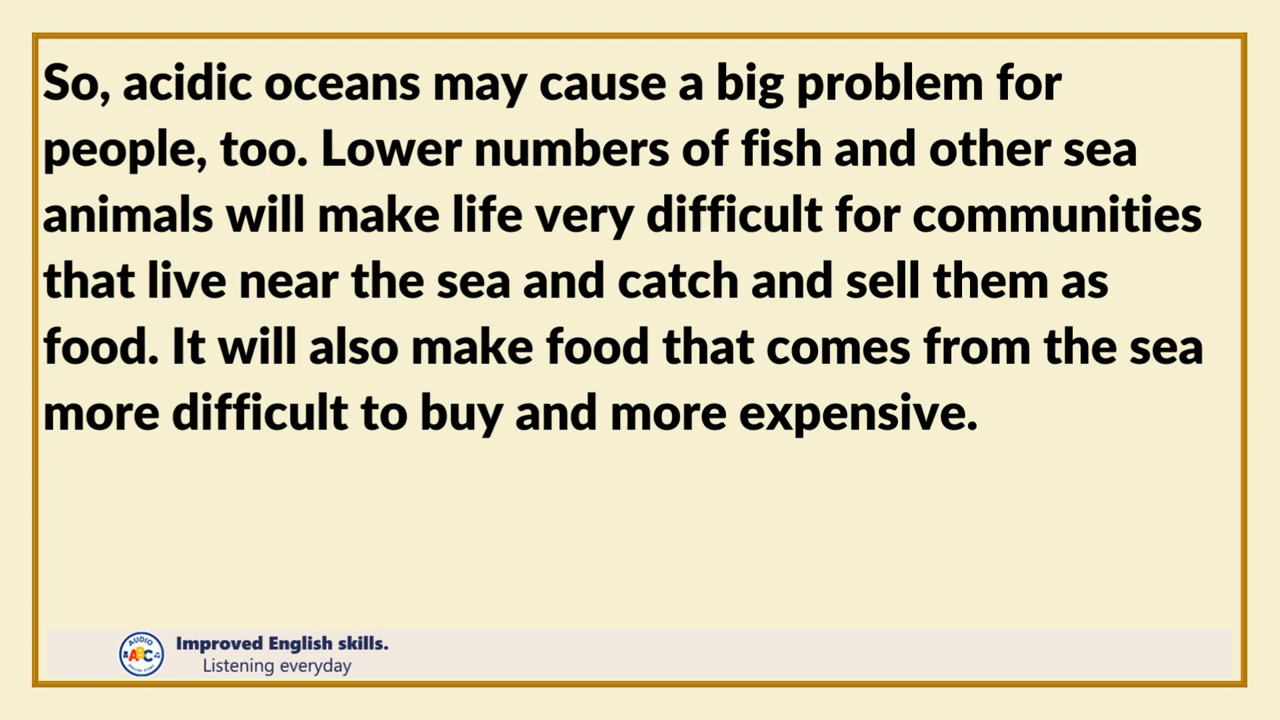 So, acidic oceans may cause a big problem for
people, too. Lower numbers of fish and other sea
animals will make life very difficult for communities
that live near the sea and catch and sell them as
food. It will also make food that comes from the sea
more difficult to buy and more expensive.
AUDIO
ABC
Improved English skills.
Listening everyday